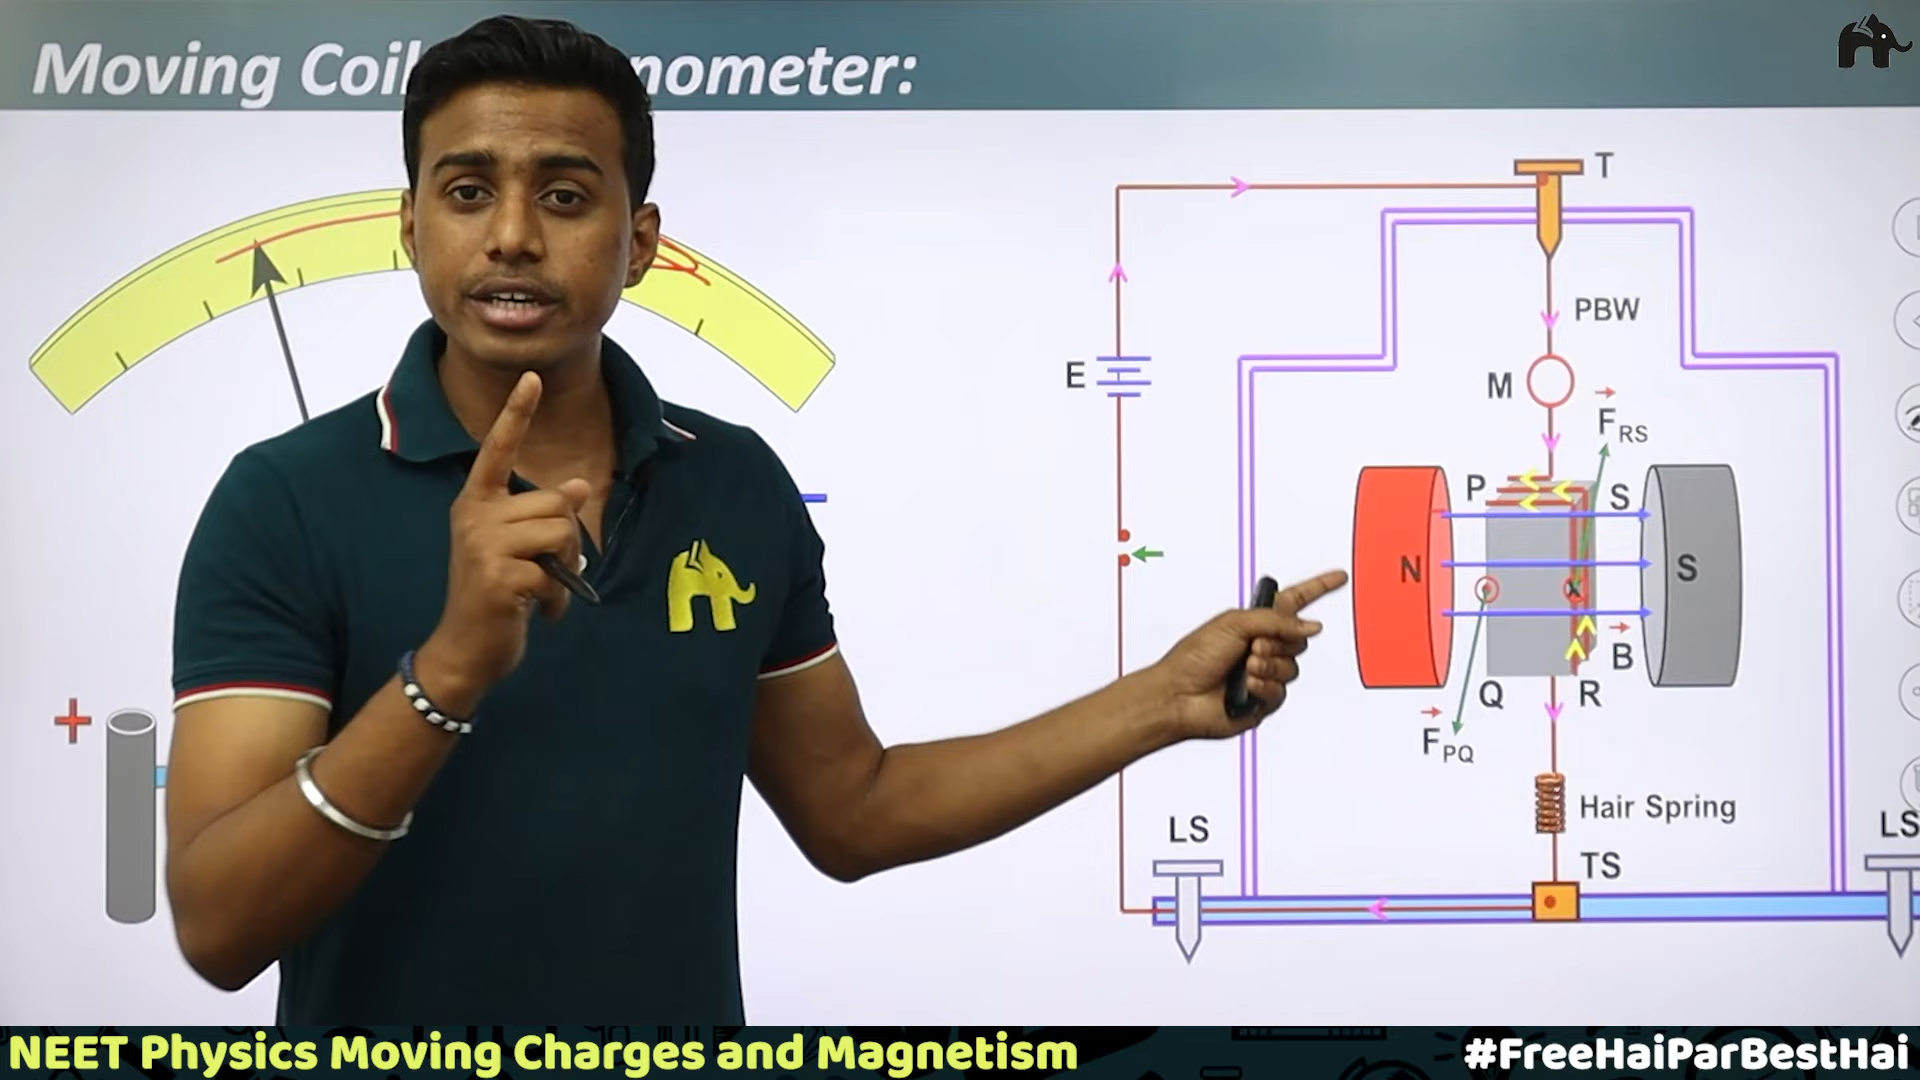 Moving Coil nometer:
T
PBW
E
M
F RS
P
S
N
S
B
Q
R
F PQ
+
Hair Spring
LS
LS
TS
x
NEET Physics Moving Charges and Magnetism
#FreeHaiParBestHai